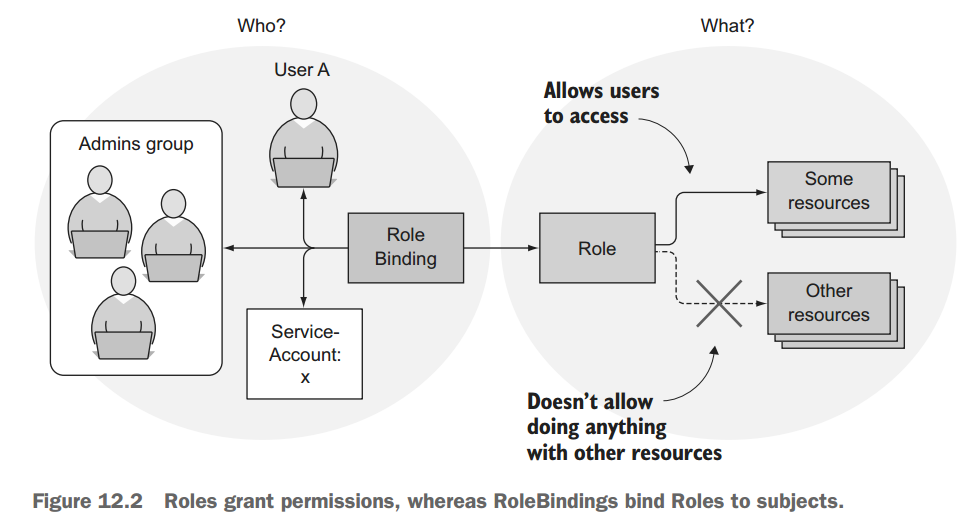 Who?
What?
User A
Allows users
to access
Admins group
Some
resources
Role
Binding
Role
Other
resources
Service-
Account:
x
Doesn’t allow
doing anything
with other resources
Figure 12.2 Roles grant permissions, whereas RoleBindings bind Roles to subjects.